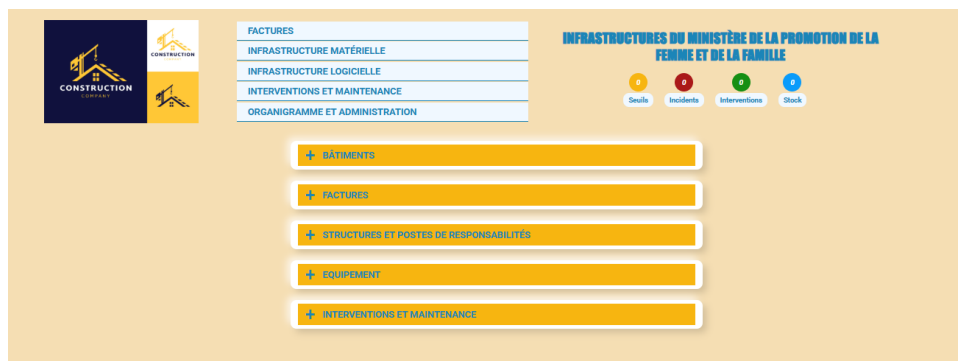 CONSTRUCTION
COMPANY
CONSTRUCTION
FACTURES
INFRASTRUCTURE MATÉRIELLE
INFRASTRUCTURE LOGICIELLE
INTERVENTIONS ET MAINTENANCE
ORGANIGRAMME ET ADMINISTRATION
INFRASTRUCTURES DU MINISTÈRE DE LA PROMOTION DE LA
FEMME ET DE LA FAMILLE
0 0 0 0
Seuils Incidents Interventions Stock
+ BÂTIMENTS
+ FACTURES
+ STRUCTURES ET POSTES DE RESPONSABILITÉS
+ EQUIPEMENT
+ INTERVENTIONS ET MAINTENANCE